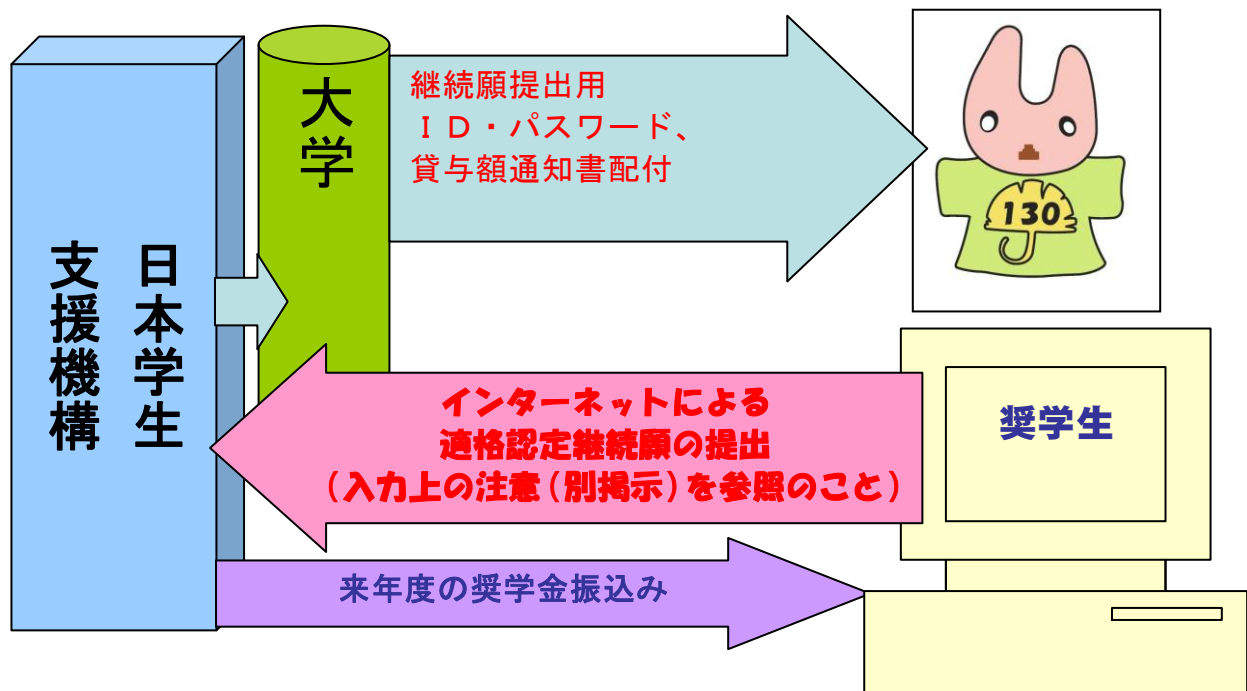 日本学生
支援機構
大学
継続願提出用
ＩＤ・パスワード、
貸与額通知書配付
130
インターネットによる
適格認定継続願の提出
（入力上の注意（別掲示）を参照のこと）
奨学生
来年度の奨学金振込み